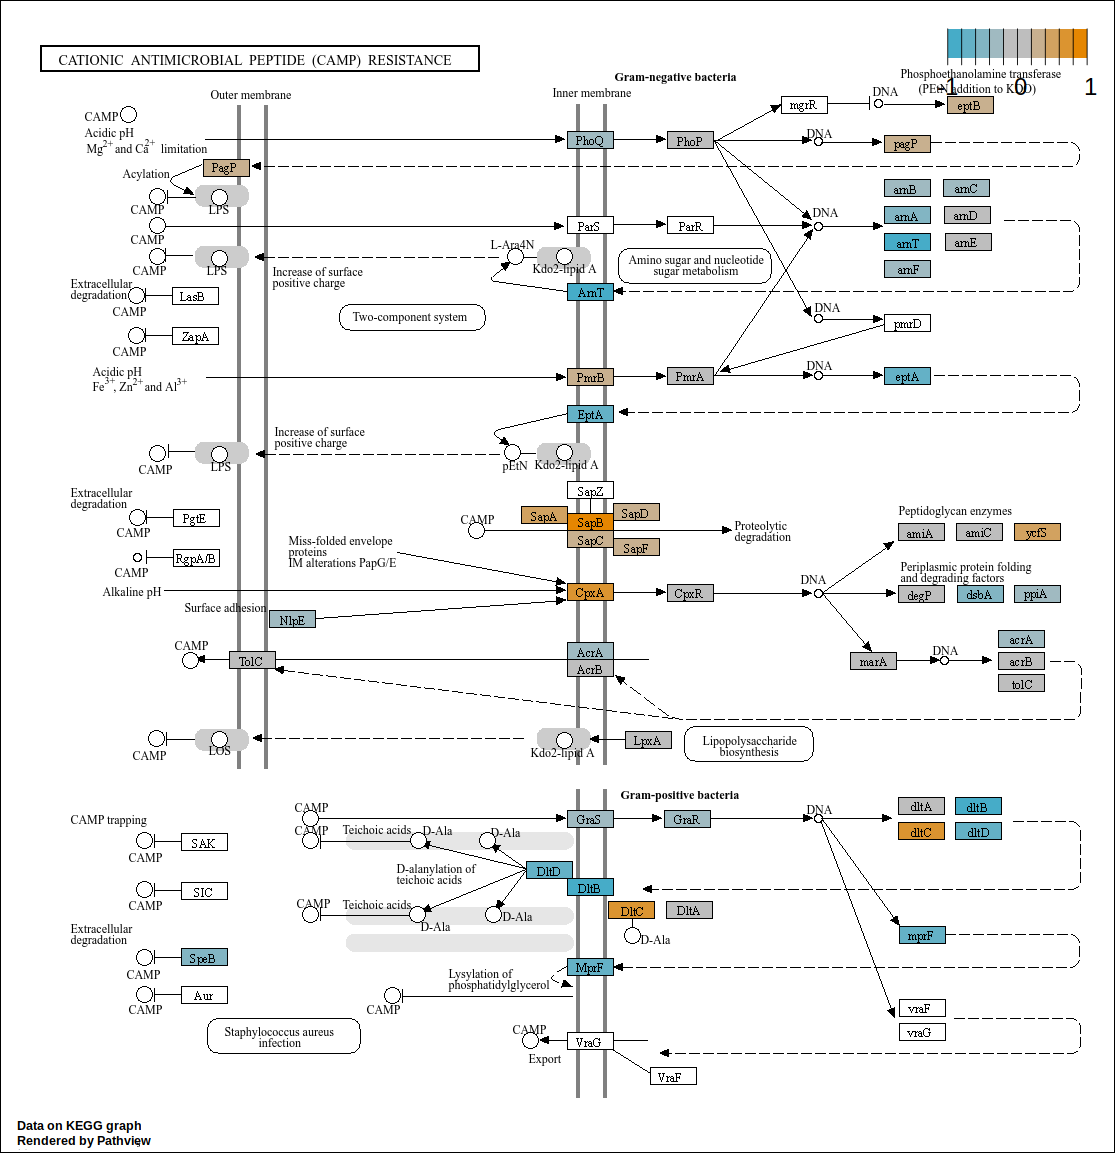 CATIONIC ANTIMICROBIAL PEPTIDE (CAMP) RESISTANCE
Gram-negative bacteria
Phosphoethanolamine transferase
(PEtN addition to KDO)
-1 0 1
Outer membrane
Inner membrane
DNA
mgrR
eptB
CAMP
Acidic pH
Mg2+ and Ca2+ limitation
PhoQ
PhoP
DNA
pagP
PagP
Acylation
CAMP
LPS
arnB
arnC
CAMP
ParS
ParR
DNA
arnA
arnD
arnT
arnE
arnF
L-Ara4N
Kdo2-lipid A
Amino sugar and nucleotide
sugar metabolism
CAMP
LPS
Increase of surface
positive charge
Extracellular
degradation
LasB
CAMP
ArnT
Two-component system
DNA
pmrD
ZapA
CAMP
Acidic pH
Fe3+, Zn2+ and Al3+
PmrB
PmrA
DNA
eptA
EptA
Increase of surface
positive charge
CAMP
LPS
pEtN
Kdo2-lipid A
Extracellular
degradation
PgtE
CAMP
SapZ
CAMP
SapA
SapB
SapD
SapC
SapF
Proteolytic
degradation
Peptidoglycan enzymes
amiA
amiC
ycfS
RgpA/B
CAMP
Miss-folded envelope
proteins
IM alterations PapG/E
Periplasmic protein folding
and degrading factors
Alkaline pH
CpxA
CpxR
DNA
degP
dsbA
ppiA
Surface adhesion
NlpE
CAMP
TolC
AcrA
AcrB
marA
DNA
acrA
acrB
tolC
CAMP
LOS
Kdo2-lipid A
LpxA
Lipopolysaccharide
biosynthesis
Gram-positive bacteria
CAMP
GraS
GraR
DNA
dltA
dltB
dltC
dltD
CAMP trapping
SAK
CAMP
CAMP
Teichoic acids
D-Ala
D-Ala
D-alanylation of
teichoic acids
DltD
DltB
SIC
CAMP
CAMP
Teichoic acids
D-Ala
D-Ala
DltC
DltA
D-Ala
Extracellular
degradation
SpeB
CAMP
mprF
Lysylation of
phosphatidylglycerol
MprF
Aur
CAMP
CAMP
vraF
vraG
Staphylococcus aureus
infection
CAMP
VraG
Export
VraF
Data on KEGG graph
Rendered by Pathview